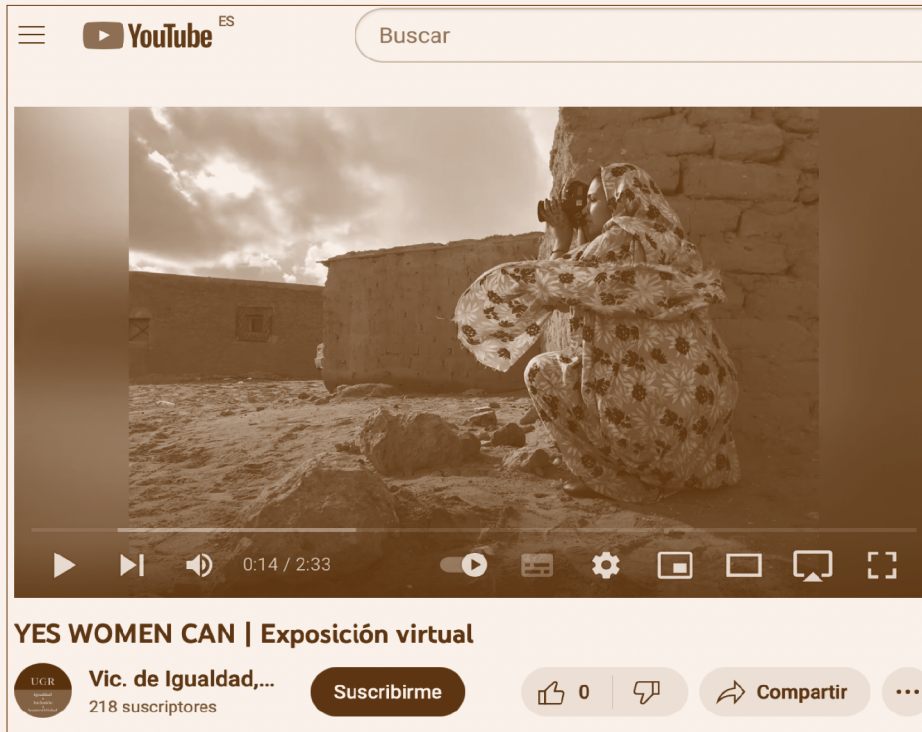 YouTube ES
Buscar
0:14 / 2:33
YES WOMEN CAN | Exposición virtual
UGR
Vic. de Igualdad,...
218 suscriptores
Suscribirme
0
Compartir